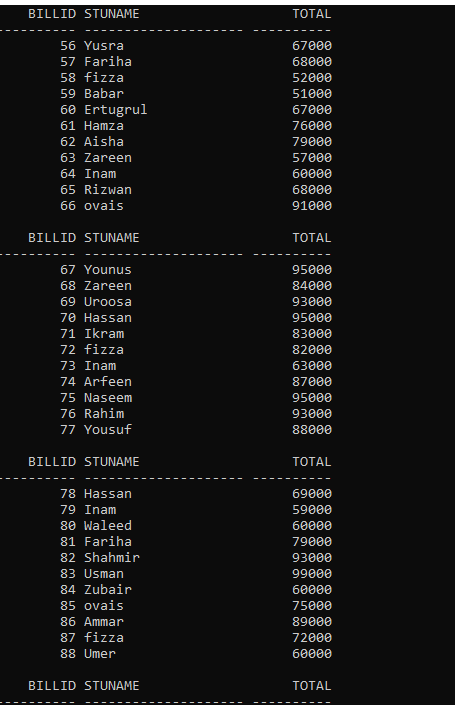 BILLID STUNAME TOTAL
---------- -------------------- ----------
56 Yusra 67000
57 Fariha 68000
58 fizza 52000
59 Babar 51000
60 Ertugrul 67000
61 Hamza 76000
62 Aisha 79000
63 Zareen 57000
64 Inam 60000
65 Rizwan 68000
66 ovais 91000
BILLID STUNAME TOTAL
---------- -------------------- ----------
67 Younus 95000
68 Zareen 84000
69 Uroosa 93000
70 Hassan 95000
71 Ikram 83000
72 fizza 82000
73 Inam 63000
74 Arfeen 87000
75 Naseem 95000
76 Rahim 93000
77 Yousuf 88000
BILLID STUNAME TOTAL
---------- -------------------- ----------
78 Hassan 69000
79 Inam 59000
80 Waleed 60000
81 Fariha 79000
82 Shahmir 93000
83 Usman 99000
84 Zubair 60000
85 ovais 75000
86 Ammar 89000
87 fizza 72000
88 Umer 60000
BILLID STUNAME TOTAL
---------- -------------------- ----------